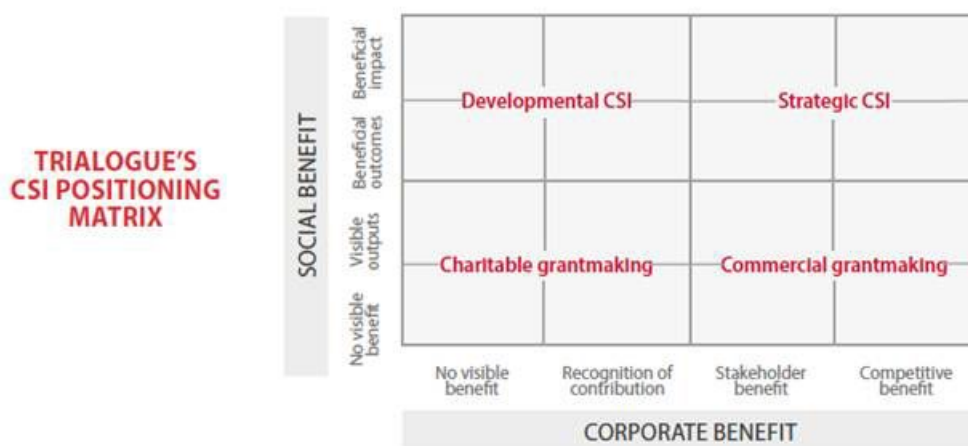 TRIALOGUE'S
CSI POSITIONING
MATRIX
SOCIAL BENEFIT
Beneficial
impact
Beneficial
outcomes
Visible
outputs
No visible
benefit
Developmental CSI
Strategic CSI
Charitable grantmaking
Commercial grantmaking
No visible
benefit
Recognition of
contribution
Stakeholder
benefit
Competitive
benefit
CORPORATE BENEFIT